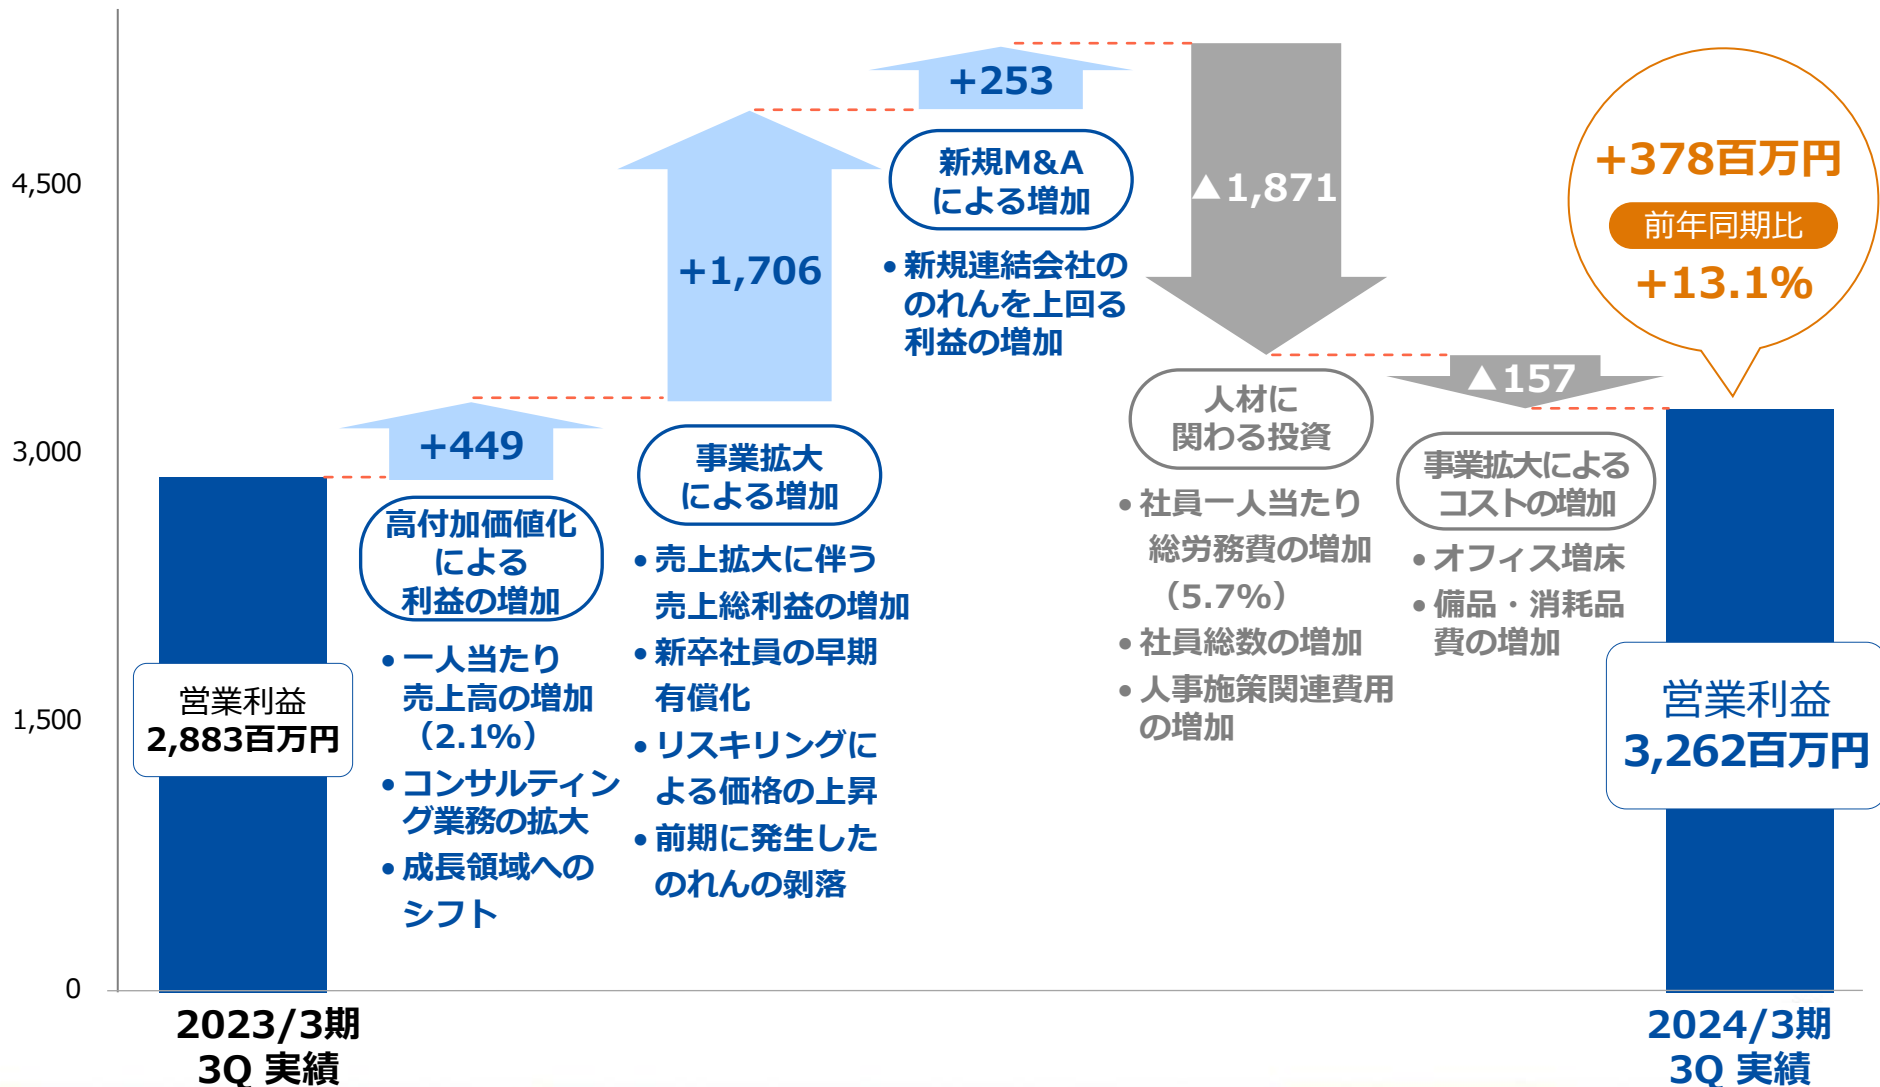 4,500
3,000
1,500
0
営業利益
2,883百万円
2023/3期
3Q 実績
+449
高付加価値化
による
利益の増加
•一人当たり
売上高の増加
（2.1%）
•コンサルティン
グ業務の拡大
•成長領域への
シフト
+1,706
事業拡大
による増加
•売上拡大に伴う
売上総利益の増加
•新卒社員の早期
有償化
•リスキリングに
よる価格の上昇
•前期に発生した
のれんの剝落
+253
新規M&A
による増加
•新規連結会社の
のれんを上回る
利益の増加
▲1,871
人材に
関わる投資
•社員一人当たり
総労務費の増加
（5.7%）
•社員総数の増加
•人事施策関連費用
の増加
▲157
事業拡大による
コストの増加
•オフィス増床
•備品・消耗品
費の増加
+378百万円
前年同期比
+13.1%
営業利益
3,262百万円
2024/3期
3Q 実績